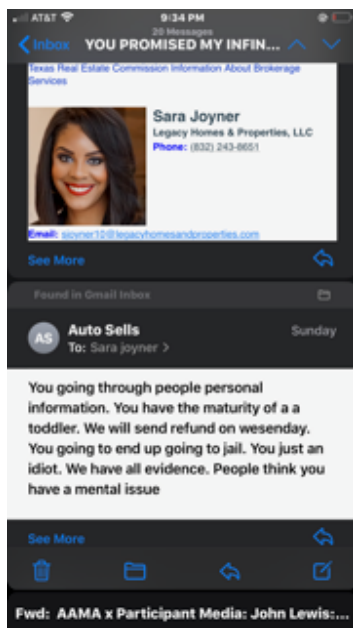 AT&T
9:34 PM
20 Messages
Inbox YOU PROMISED MY INFIN...
Texas Real Estate Commission Information About Brokerage
Services
Sara Joyner
Legacy Homes & Properties, LLC
Phone: (832) 243-8651
Email: sjoyner10@legacyhomesandproperties.com
See More
Found in Gmail Inbox
AS
Auto Sells
Sunday
To: Sara joyner >
You going through people personal
information. You have the maturity of a a
toddler. We will send refund on wesenday.
You going to end up going to jail. You just an
idiot. We have all evidence. People think you
have a mental issue
See More
Fwd: AAMA x Participant Media: John Lewis:...